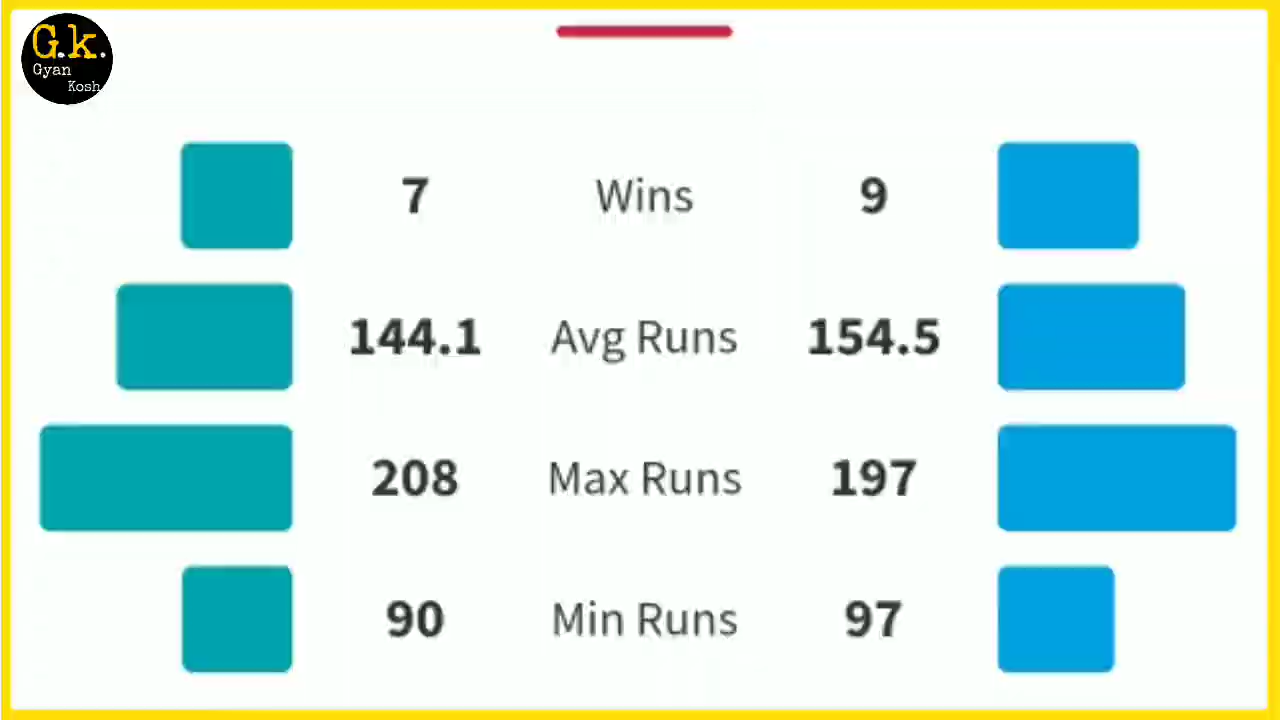 G.k.
Gyan
Kosh
7 Wins 9
144.1 Avg Runs 154.5
208 Max Runs 197
90 Min Runs 97